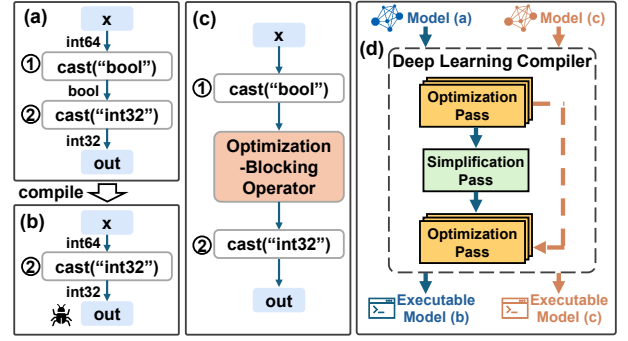 (a)
x
int64
① cast("bool")
bool
② cast("int32")
int32
out
compile
(b)
x
int64
② cast("int32")
int32
out
(c)
x
① cast("bool")
Optimization
-Blocking
Operator
② cast("int32")
out
Model (a)
Model (c)
(d)
Deep Learning Compiler
Optimization
Pass
Simplification
Pass
Optimization
Pass
Executable
Model (b)
Executable
Model (c)